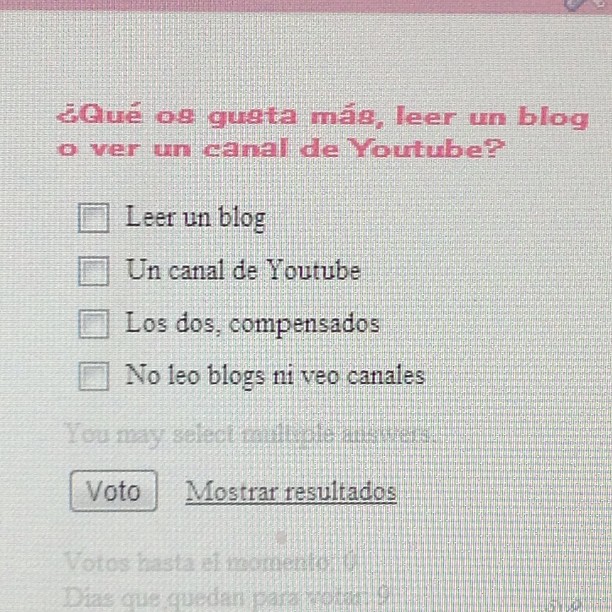 ¿Qué os gusta más, leer un blog
o ver un canal de Youtube?
Leer un blog
Un canal de Youtube
Los dos, compensados
No leo blogs ni veo canales
You may select multiple answers.
Voto Mostrar resultados
Votos hasta el momento: 0
Días que quedan para votar: 9